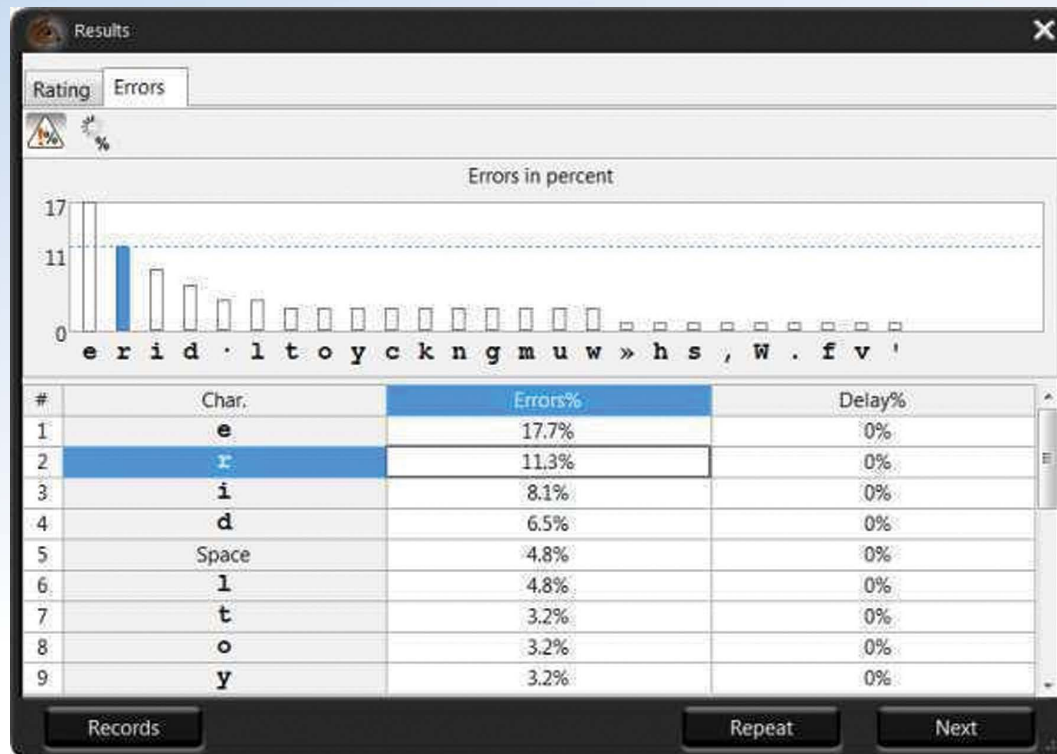 Results
Rating Errors
!% %
Errors in percent
17
11
0
e r i d · l t o y c k n g m u w » h s , W . f v '
# Char. Errors% Delay%
1 e 17.7% 0%
2 r 11.3% 0%
3 i 8.1% 0%
4 d 6.5% 0%
5 Space 4.8% 0%
6 l 4.8% 0%
7 t 3.2% 0%
8 o 3.2% 0%
9 y 3.2% 0%
Records Repeat Next